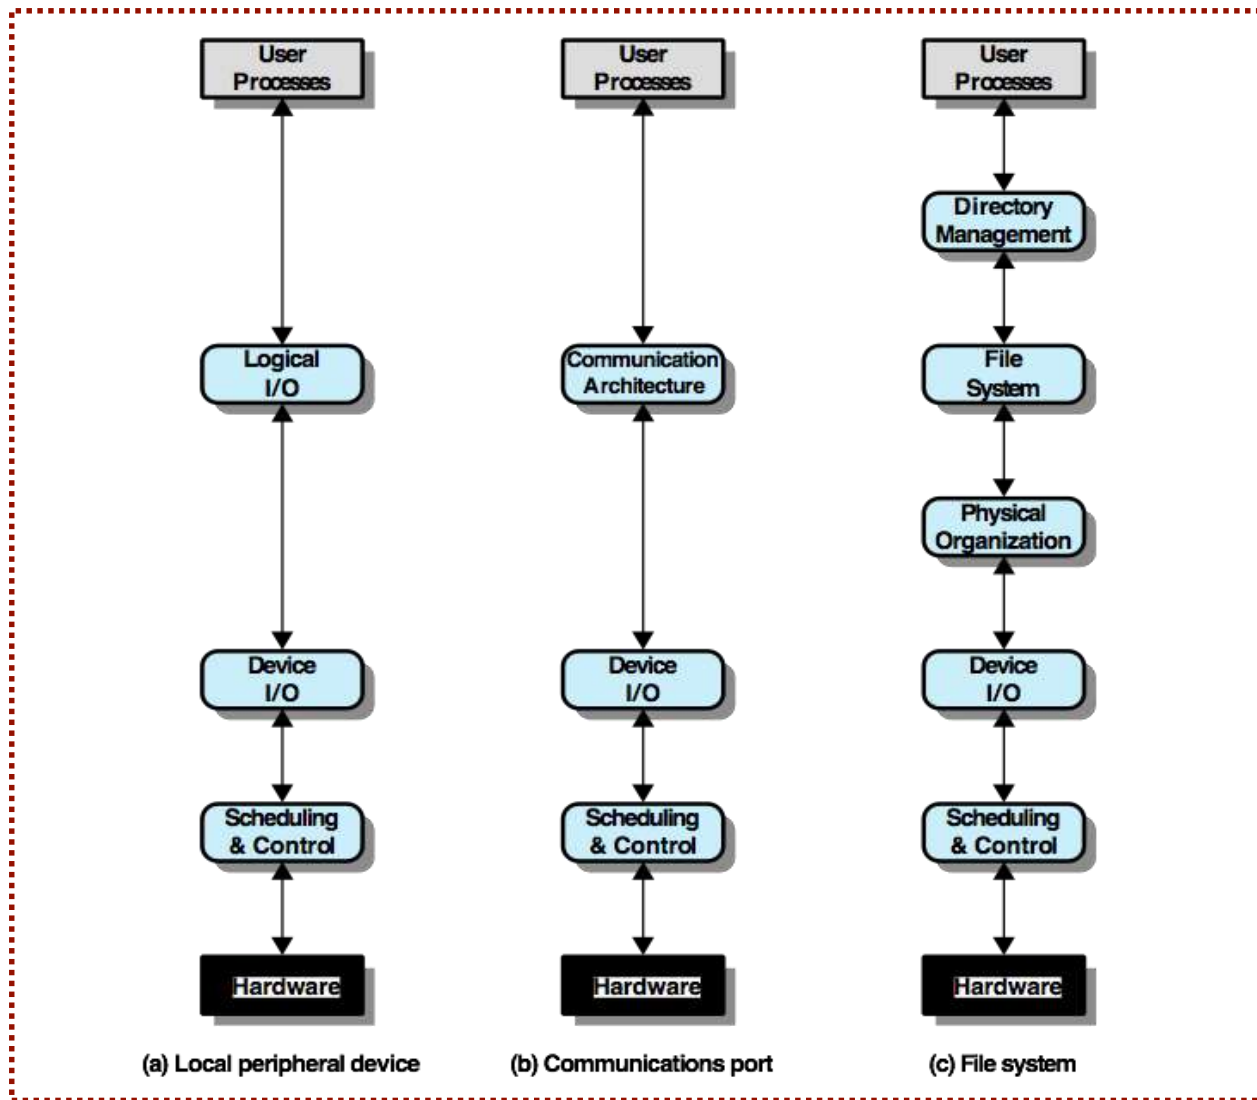 User
Processes
Logical
I/O
Device
I/O
Scheduling
& Control
Hardware
(a) Local peripheral device
User
Processes
Communication
Architecture
Device
I/O
Scheduling
& Control
Hardware
(b) Communications port
User
Processes
Directory
Management
File
System
Physical
Organization
Device
I/O
Scheduling
& Control
Hardware
(c) File system